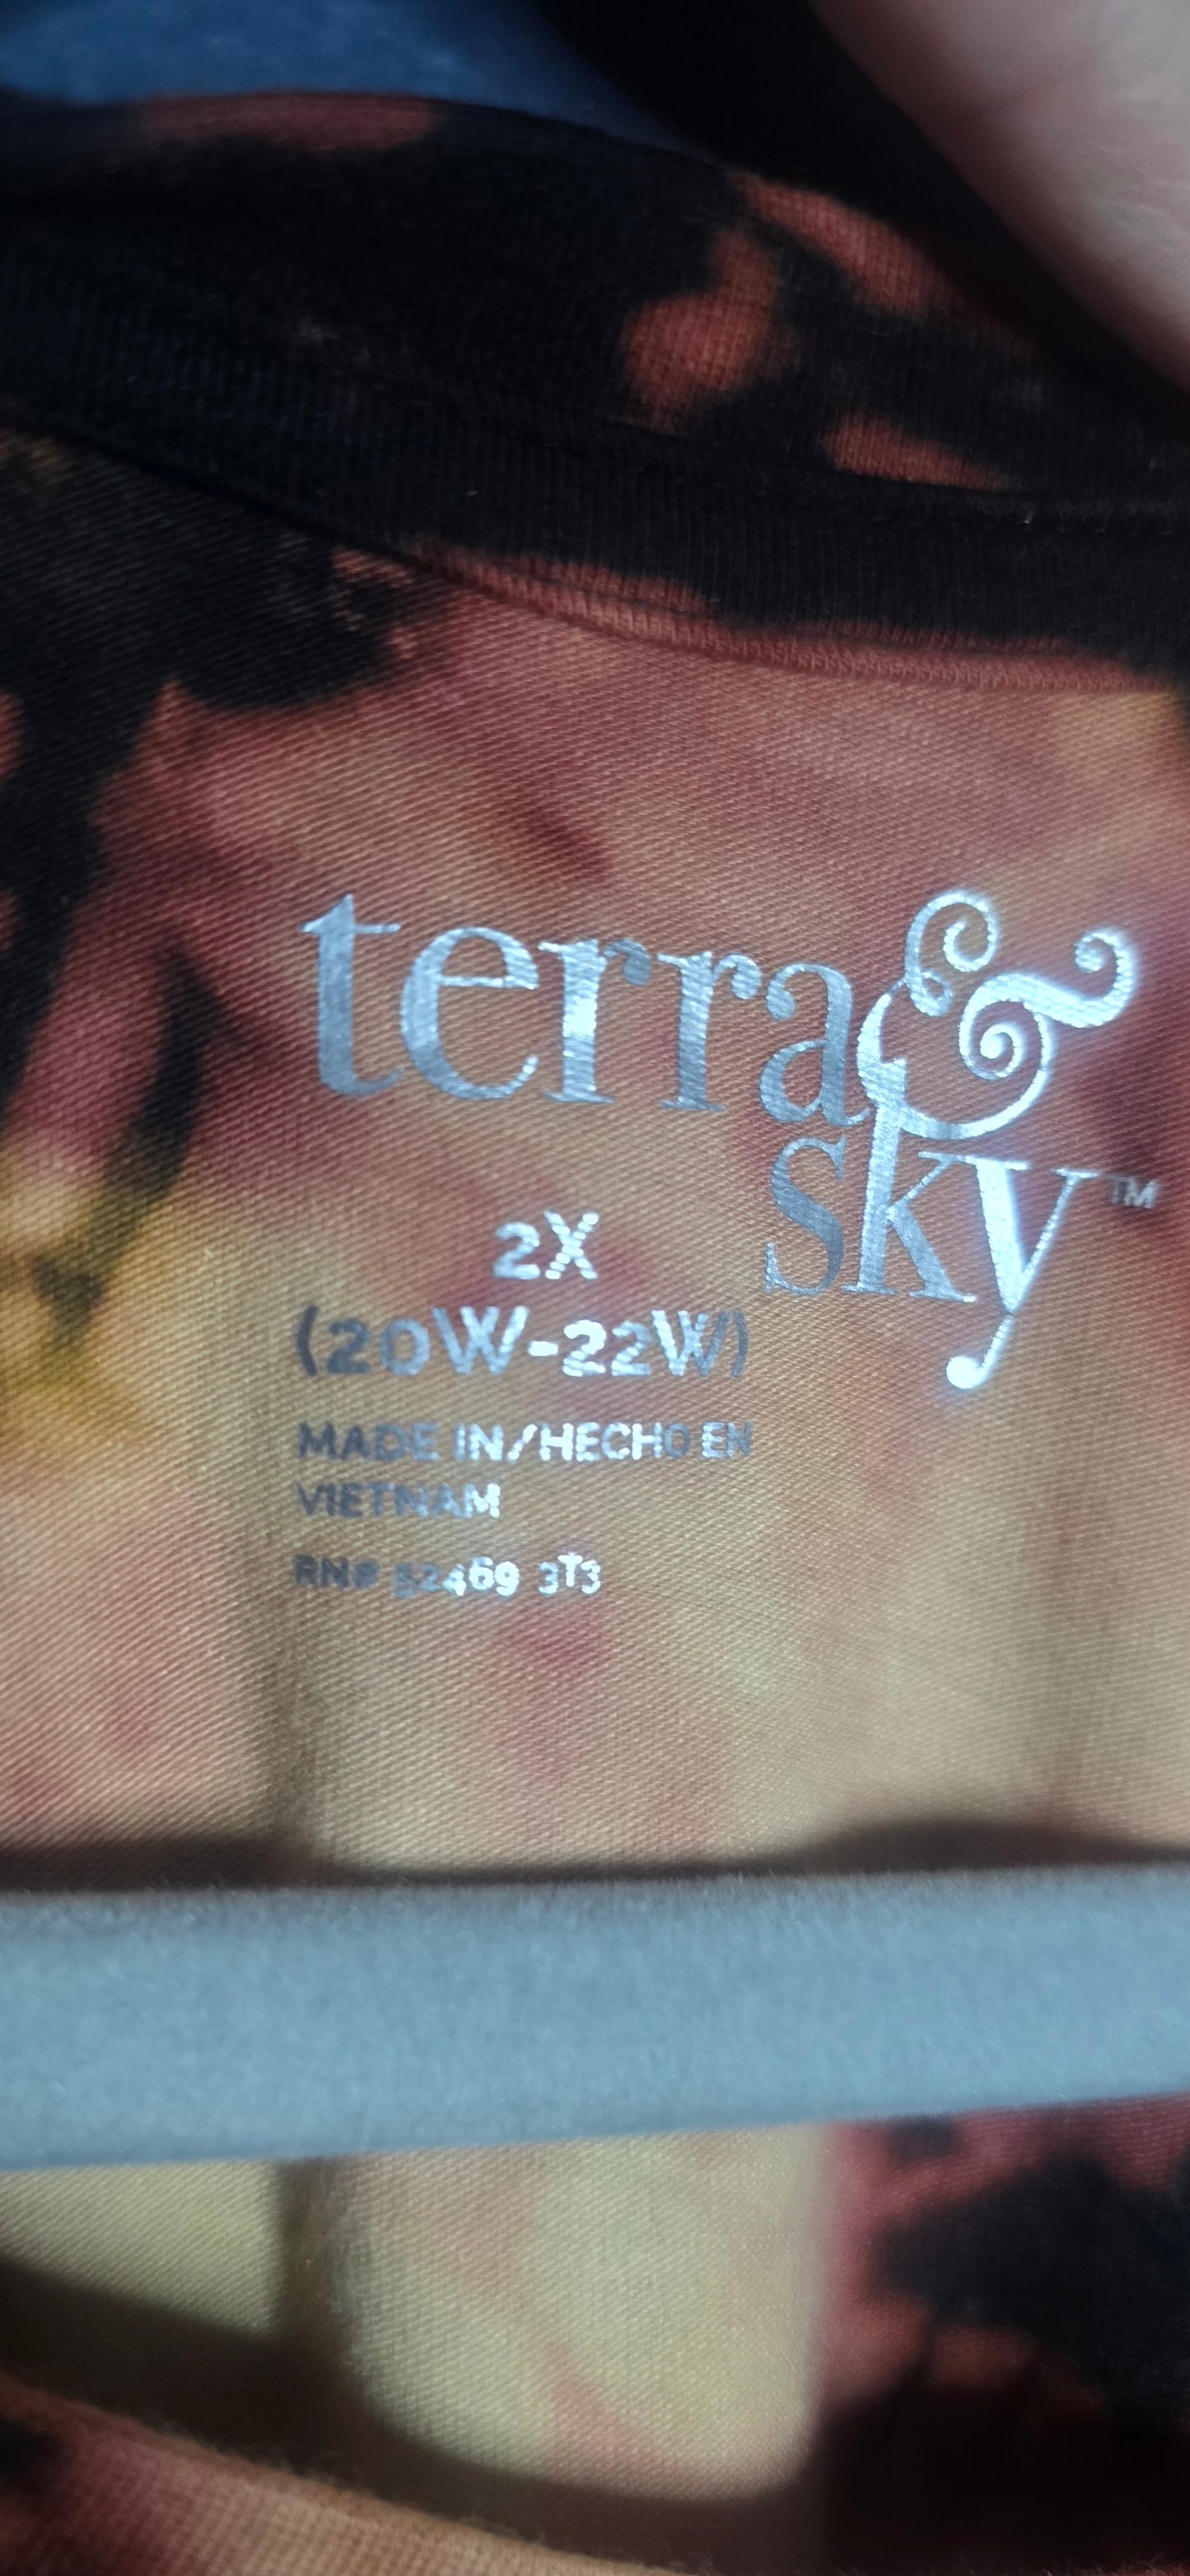 terra &
sky™
2X
(20W-22W)
MADE IN/HECHO EN
VIETNAM
RN# 52469 3T3